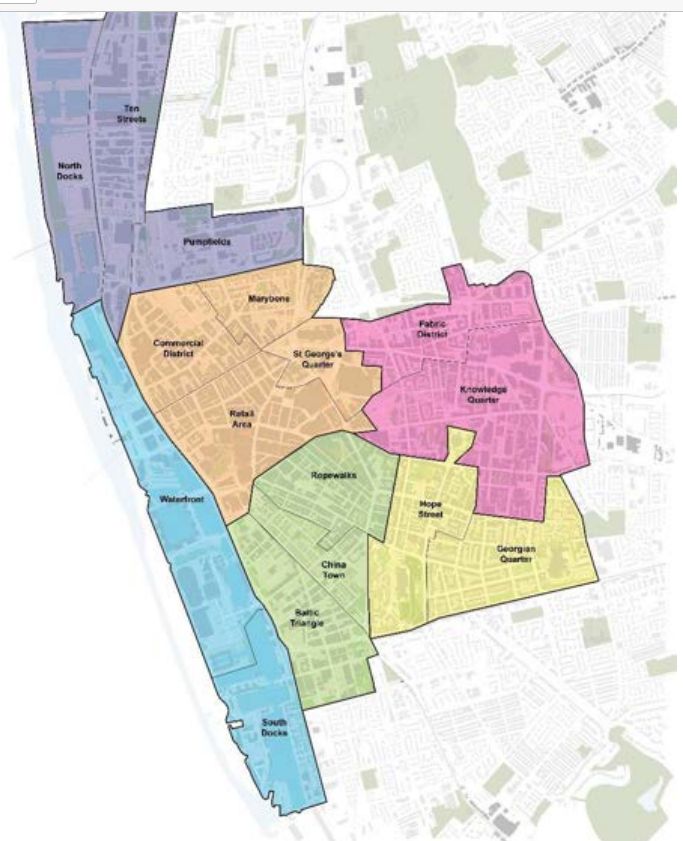 Ten
Streets
North
Docks
Pumpfields
Marybone
Commercial
District
St George's
Quarter
Fabric
District
Knowledge
Quarter
Retail
Area
Ropewalks
Waterfront
Hope
Street
Georgian
Quarter
China
Town
Baltic
Triangle
South
Docks